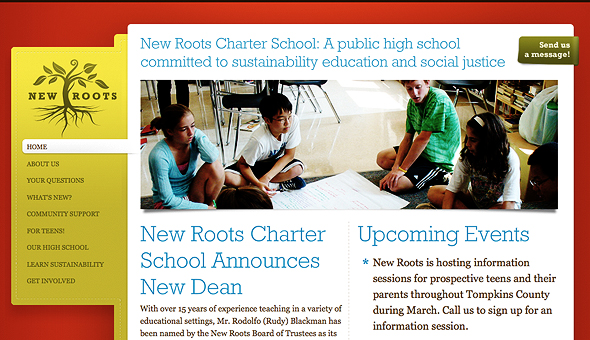 New Roots Charter School: A public high school
committed to sustainability education and social justice
Send us
a message!
NEW ROOTS
HOME
ABOUT US
YOUR QUESTIONS
WHAT'S NEW?
COMMUNITY SUPPORT
FOR TEENS!
OUR HIGH SCHOOL
LEARN SUSTAINABILITY
GET INVOLVED
New Roots Charter
School Announces
New Dean
With over 15 years of experience teaching in a variety of
educational settings, Mr. Rodolfo (Rudy) Blackman has
been named by the New Roots Board of Trustees as its
Upcoming Events
* New Roots is hosting information
sessions for prospective teens and their
parents throughout Tompkins County
during March. Call us to sign up for an
information session.